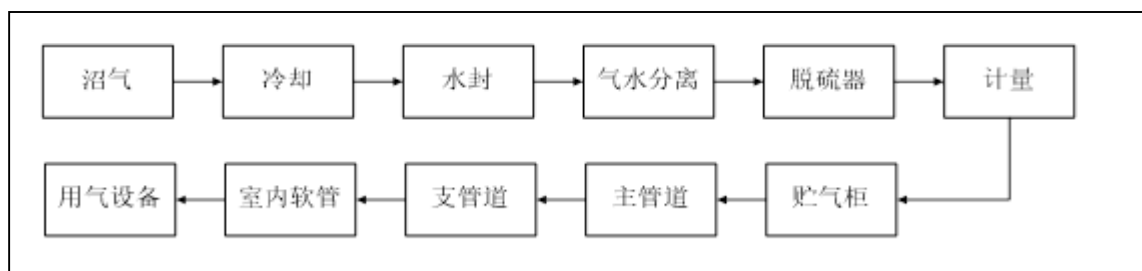 沼气
冷却
水封
气水分离
脱硫器
计量
用气设备
室内软管
支管道
主管道
贮气柜